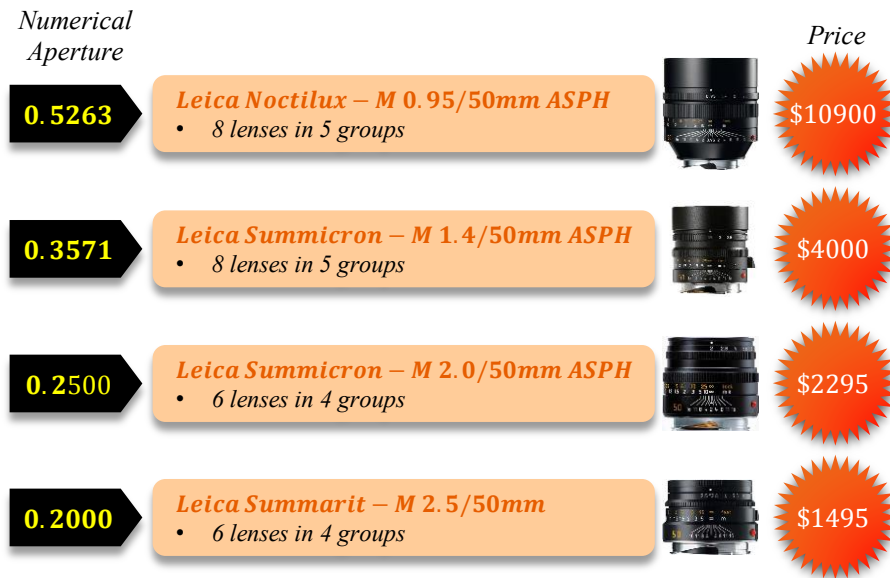 Numerical
Aperture
Price
0.5263
Leica Noctilux – M 0.95/50mm ASPH
• 8 lenses in 5 groups
$10900
0.3571
Leica Summicron – M 1.4/50mm ASPH
• 8 lenses in 5 groups
$4000
0.2500
Leica Summicron – M 2.0/50mm ASPH
• 6 lenses in 4 groups
$2295
0.2000
Leica Summarit – M 2.5/50mm
• 6 lenses in 4 groups
$1495